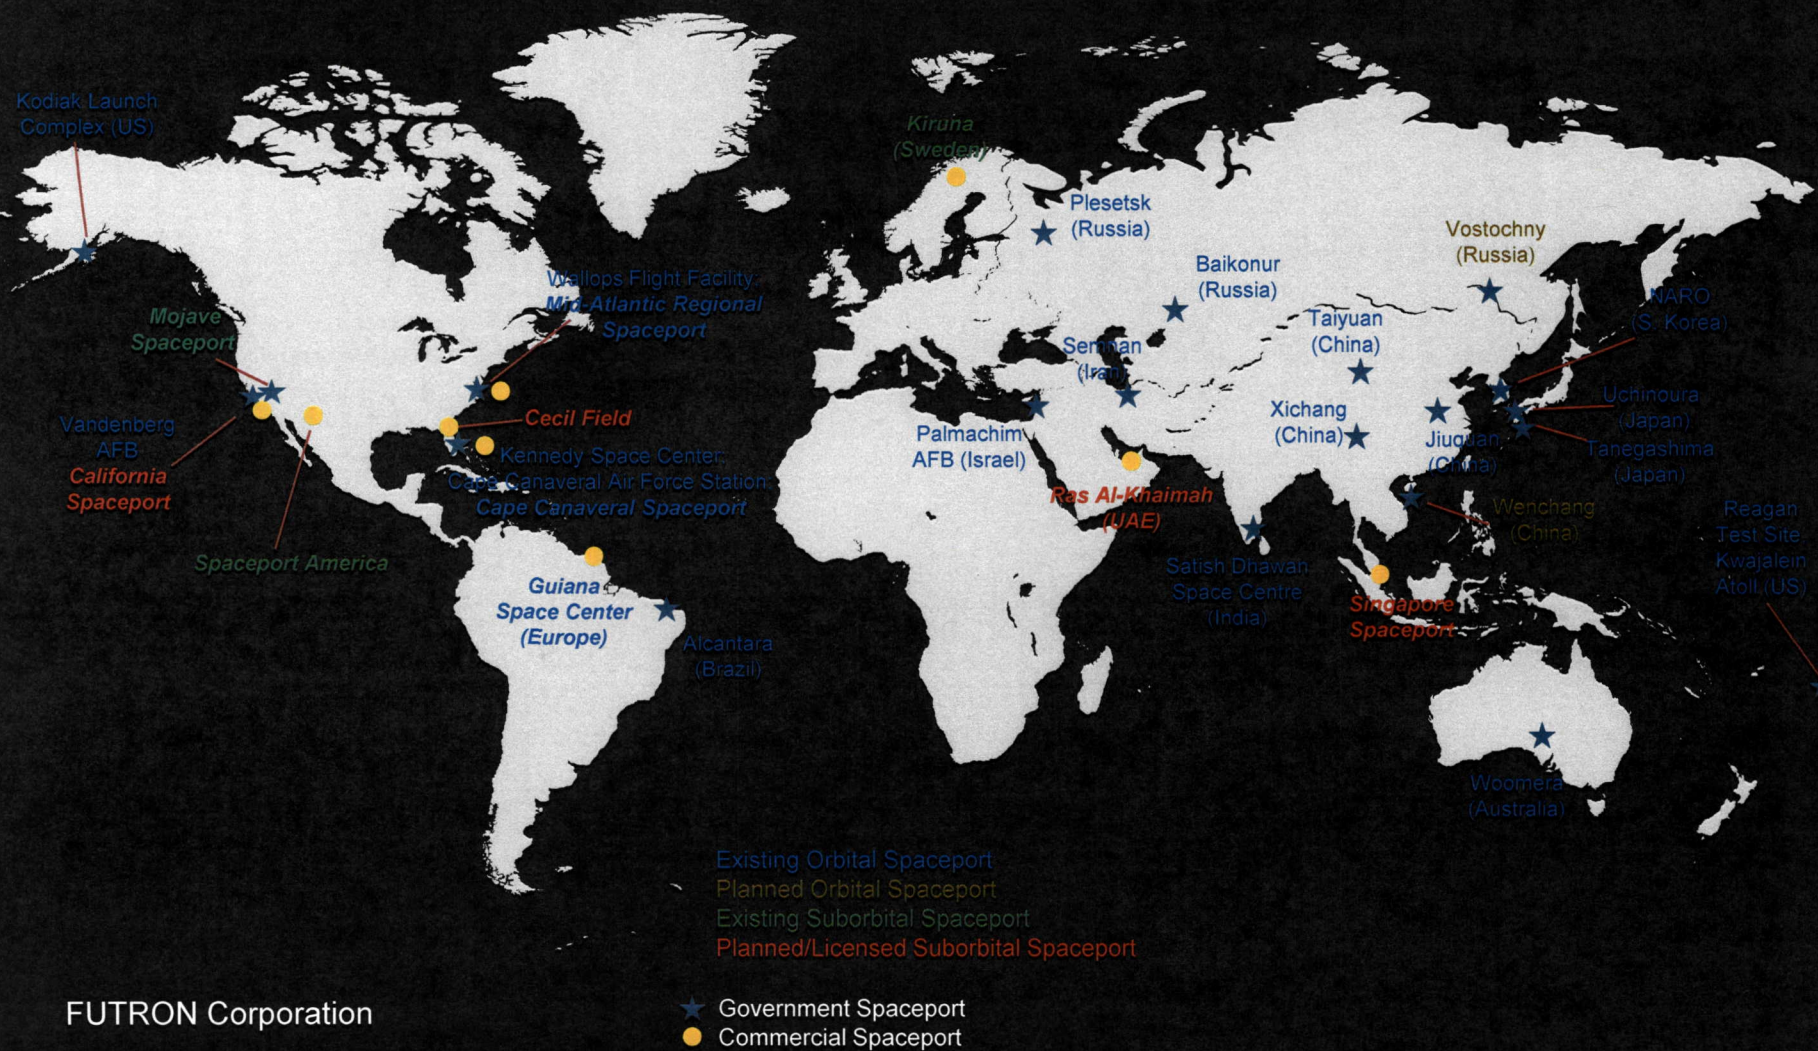 Kodiak Launch
Complex (US)
Kiruna
(Sweden)
Plesetsk
(Russia)
Vostochny
(Russia)
Baikonur
(Russia)
Wallops Flight Facility;
Mid-Atlantic Regional
Spaceport
NARO
(S. Korea)
Mojave
Spaceport
Taiyuan
(China)
Semnan
(Iran)
Uchinoura
(Japan)
Vandenberg
AFB
California
Spaceport
Cecil Field
Xichang
(China)
Palmachim
AFB (Israel)
Jiuquan
(China)
Tanegashima
(Japan)
Kennedy Space Center;
Cape Canaveral Air Force Station
Cape Canaveral Spaceport
Ras Al-Khaimah
(UAE)
Wenchang
(China)
Reagan
Test Site,
Kwajalein
Atoll (US)
Spaceport America
Guiana
Space Center
(Europe)
Satish Dhawan
Space Centre
(India)
Singapore
Spaceport
Alcantara
(Brazil)
Woomera
(Australia)
Existing Orbital Spaceport
Planned Orbital Spaceport
Existing Suborbital Spaceport
Planned/Licensed Suborbital Spaceport
FUTRON Corporation
Government Spaceport
Commercial Spaceport